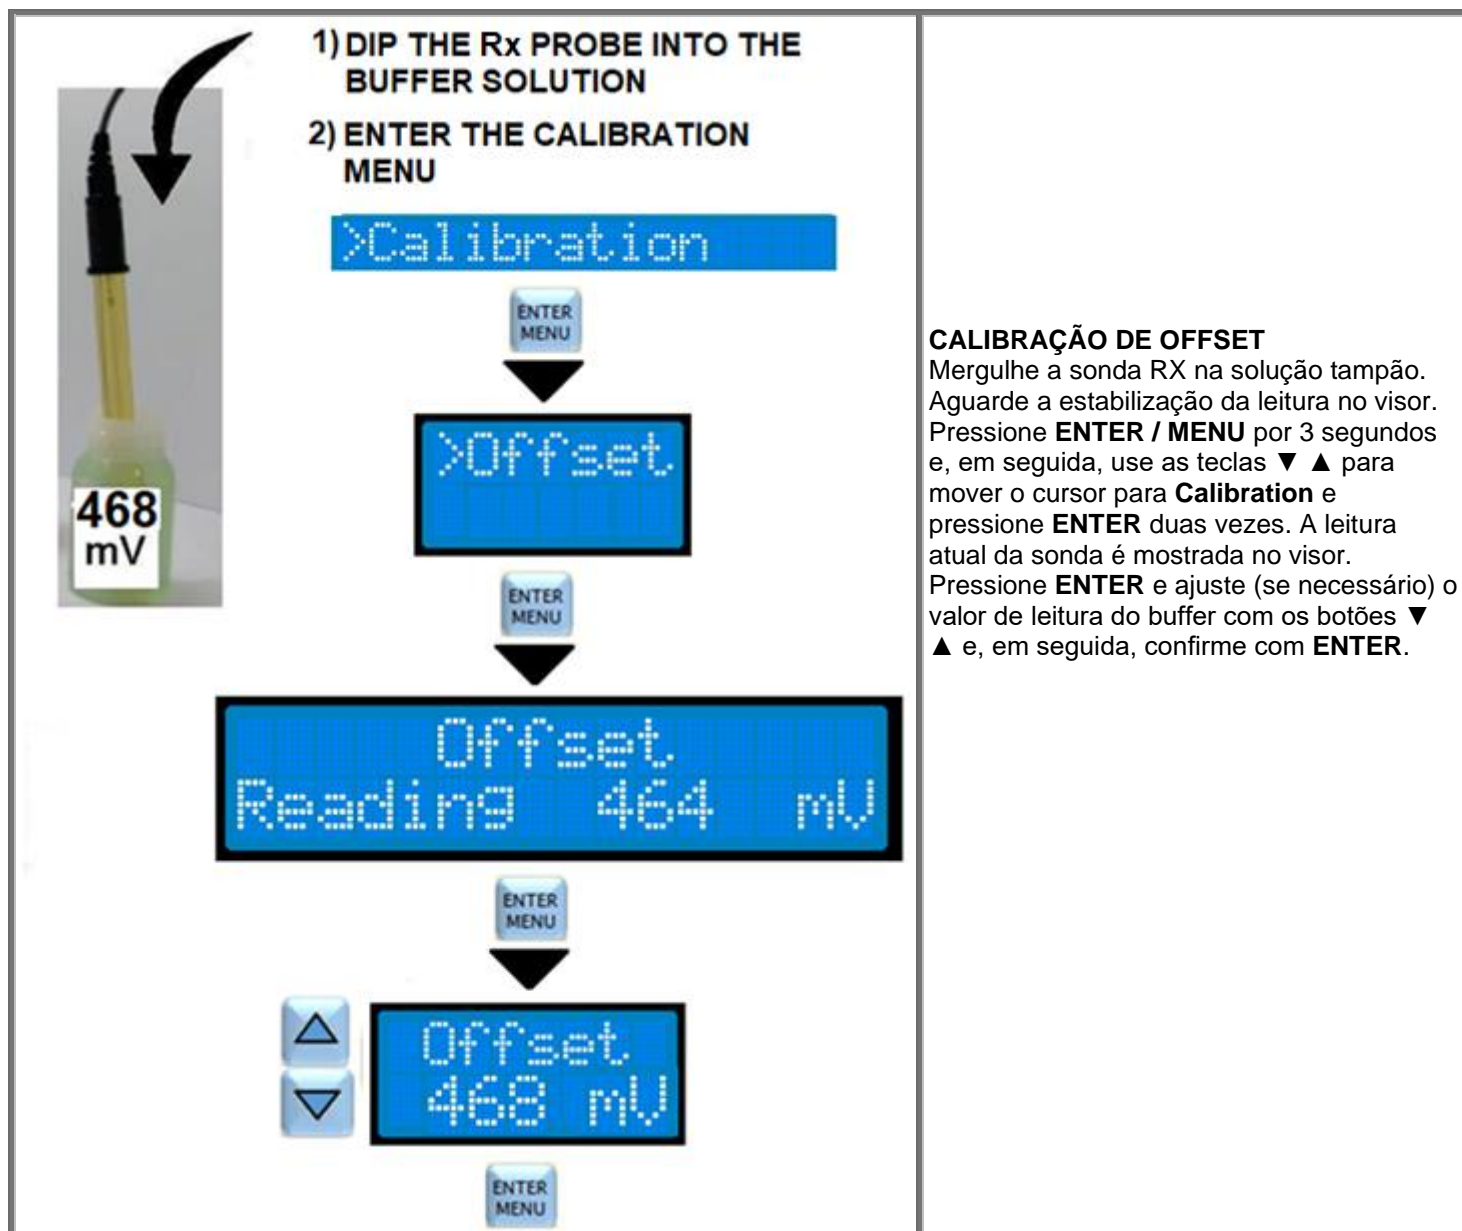 1) DIP THE Rx PROBE INTO THE
BUFFER SOLUTION
2) ENTER THE CALIBRATION
MENU
>Calibration
ENTER
MENU
>Offset
468
mV
ENTER
MENU
Offset
Reading 464 mV
ENTER
MENU
Offset
468 mV
ENTER
MENU
CALIBRAÇÃO DE OFFSET
Mergulhe a sonda RX na solução tampão.
Aguarde a estabilização da leitura no visor.
Pressione ENTER / MENU por 3 segundos
e, em seguida, use as teclas ▼ ▲ para
mover o cursor para Calibration e
pressione ENTER duas vezes. A leitura
atual da sonda é mostrada no visor.
Pressione ENTER e ajuste (se necessário) o
valor de leitura do buffer com os botões ▼
▲ e, em seguida, confirme com ENTER.